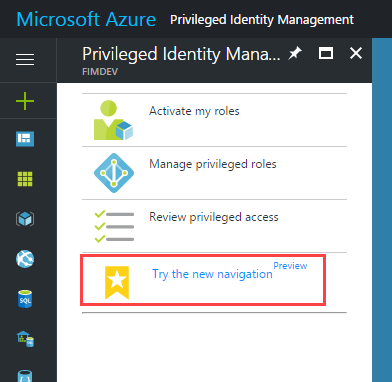 Microsoft Azure Privileged Identity Management
Privileged Identity Mana...
FIMDEV
Activate my roles
Manage privileged roles
Review privileged access
Try the new navigation Preview
SQL